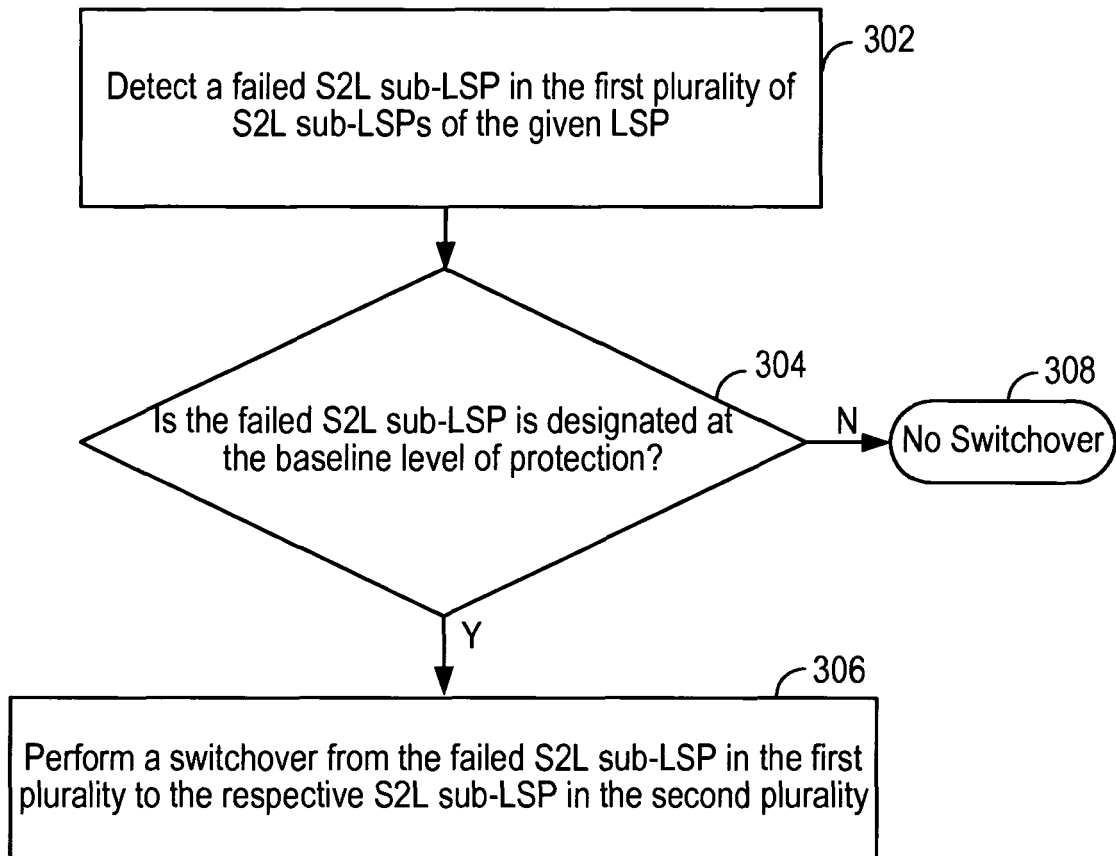 302
Detect a failed S2L sub-LSP in the first plurality of
S2L sub-LSPs of the given LSP
304
Is the failed S2L sub-LSP is designated at
the baseline level of protection?
N
308
No Switchover
Y
306
Perform a switchover from the failed S2L sub-LSP in the first
plurality to the respective S2L sub-LSP in the second plurality